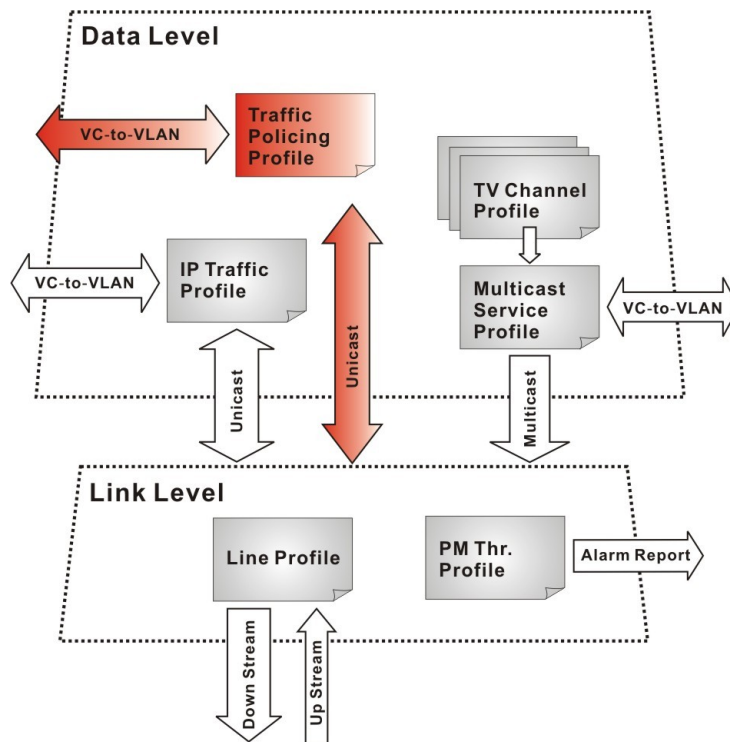 Data Level
VC-to-VLAN
Traffic
Policing
Profile
TV Channel
Profile
VC-to-VLAN
IP Traffic
Profile
Multicast
Service
Profile
VC-to-VLAN
Unicast
Unicast
Multicast
Link Level
Line Profile
PM Thr.
Profile
Alarm Report
Down Stream
Up Stream